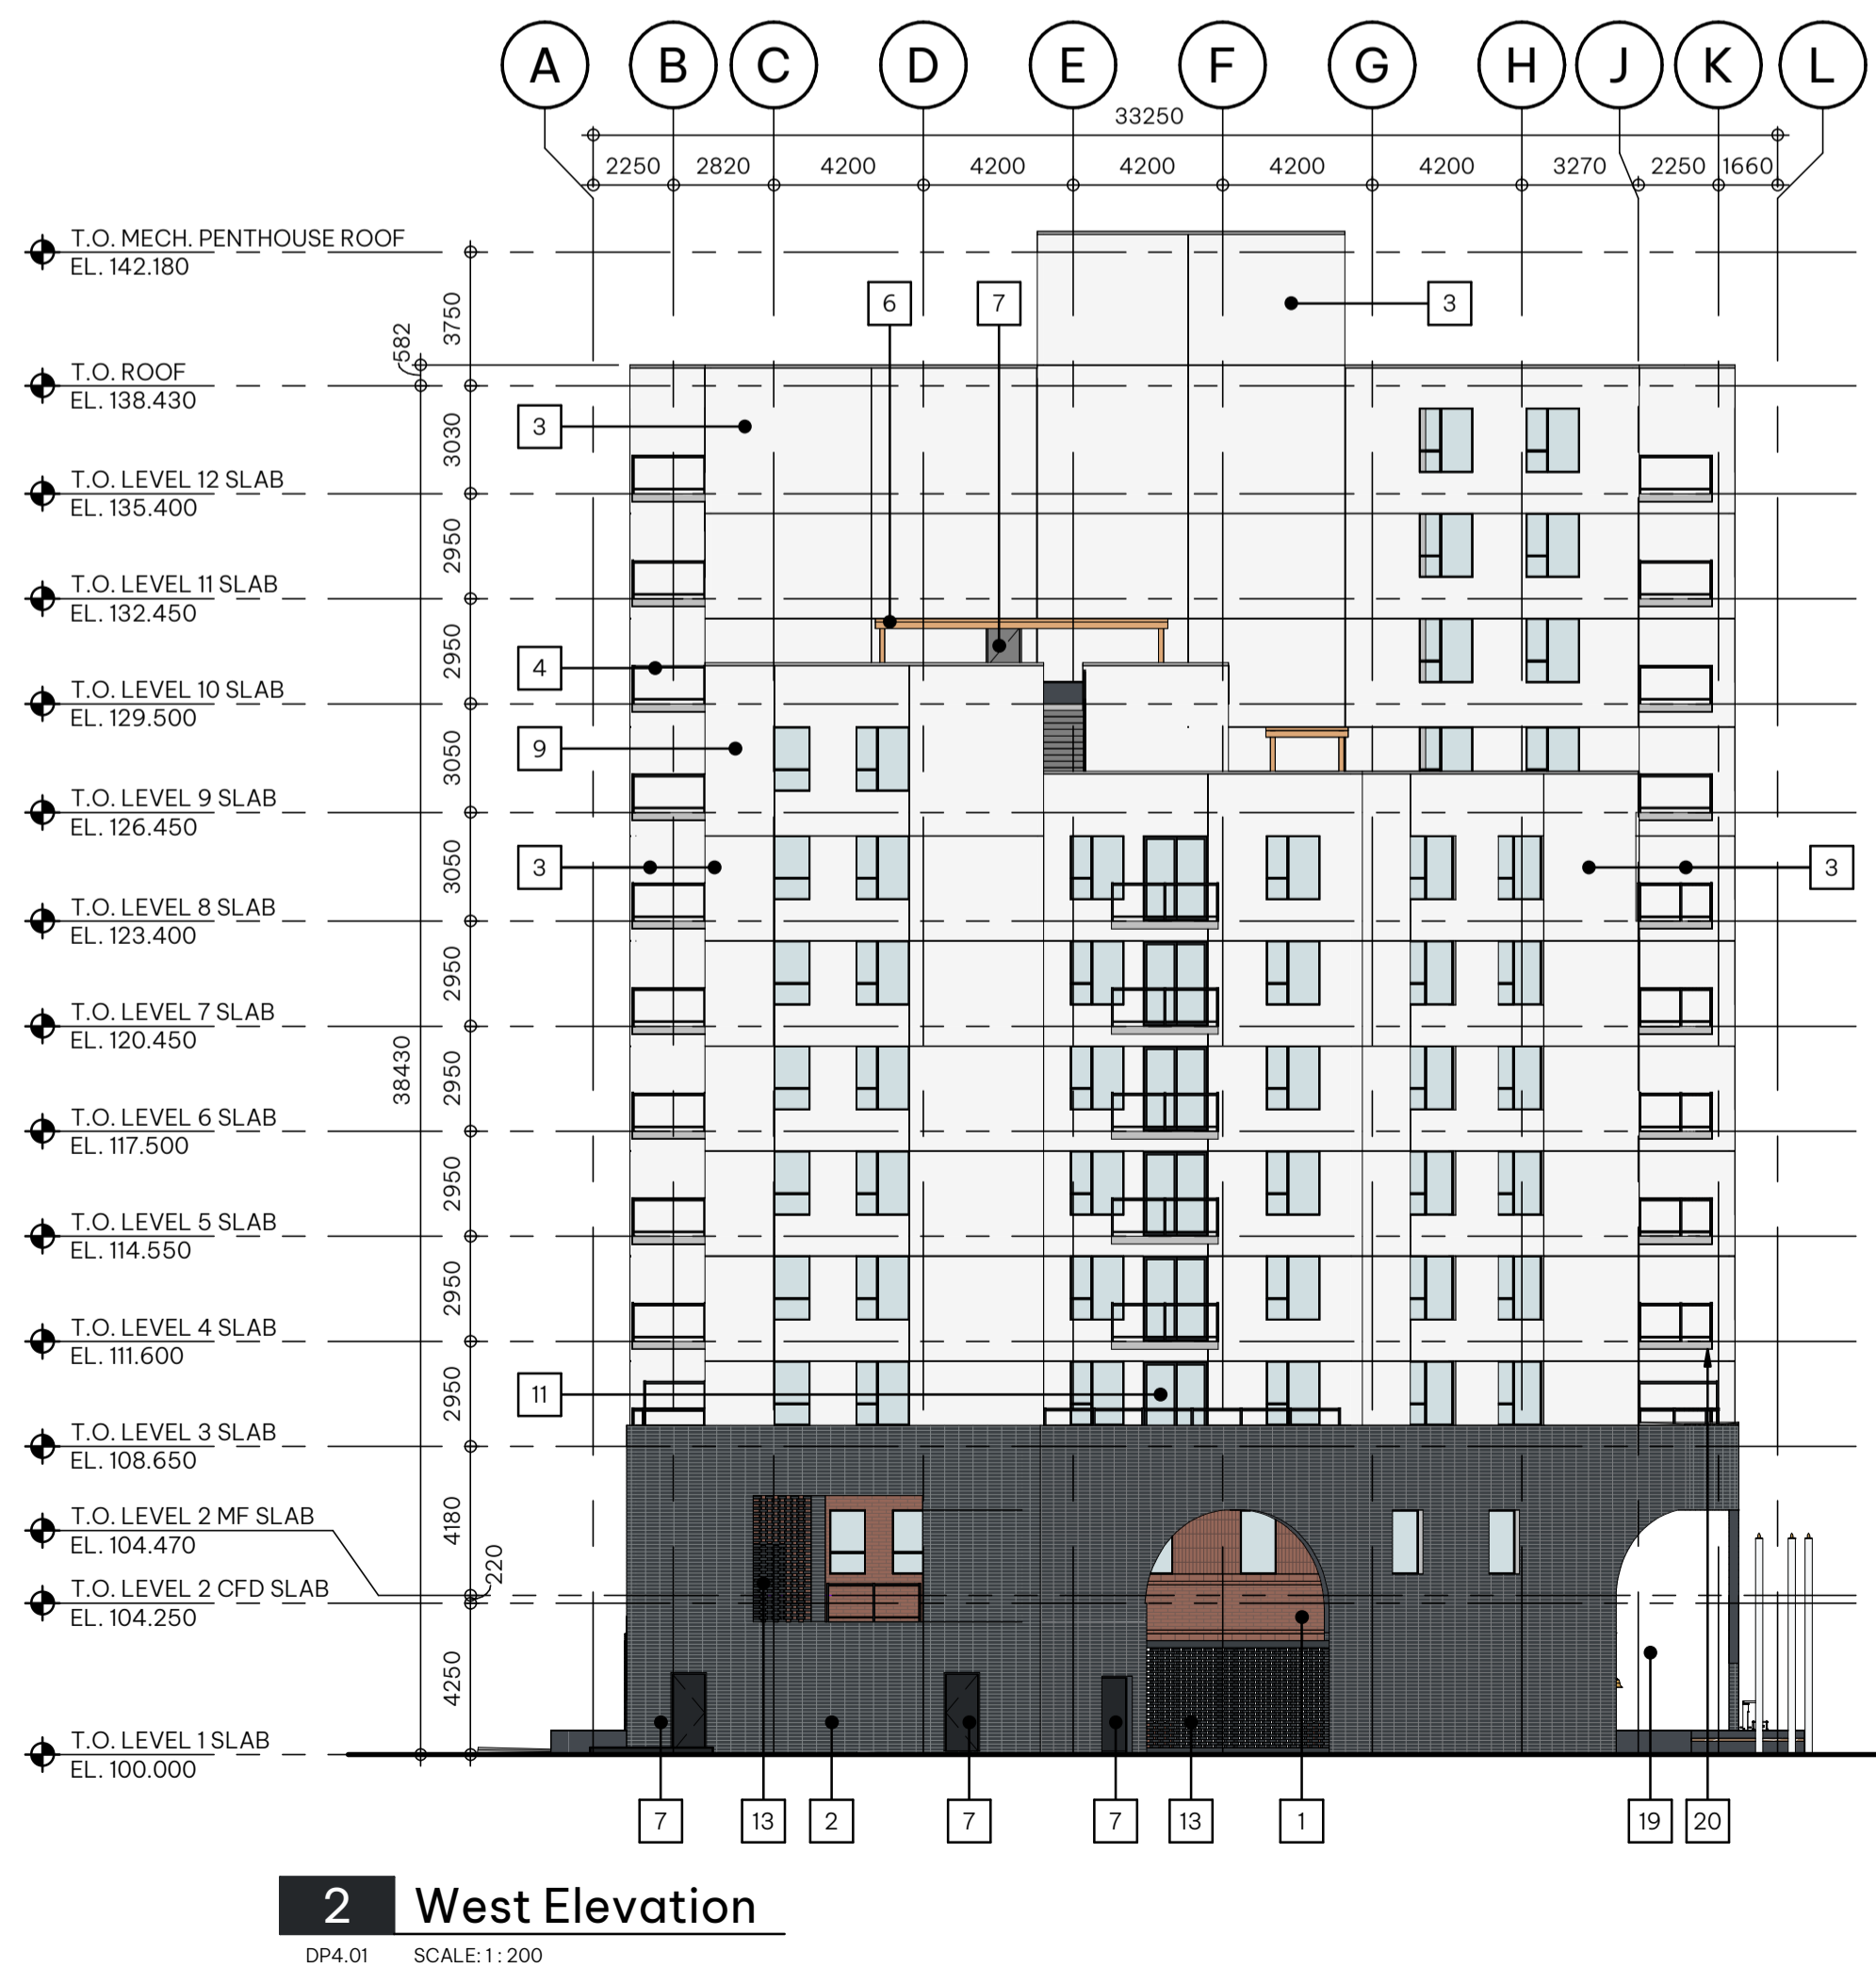 A B C D E F G H J K L
33250
2250 2820 4200 4200 4200 4200 4200 3270 2250 1660
T.O. MECH. PENTHOUSE ROOF
EL. 142.180
3750
6 7 3
582
T.O. ROOF
EL. 138.430
3
3030
T.O. LEVEL 12 SLAB
EL. 135.400
2950
T.O. LEVEL 11 SLAB
EL. 132.450
2950
4
T.O. LEVEL 10 SLAB
EL. 129.500
3050
9
T.O. LEVEL 9 SLAB
EL. 126.450
3050
3 3
T.O. LEVEL 8 SLAB
EL. 123.400
2950
T.O. LEVEL 7 SLAB
EL. 120.450
38430
2950
T.O. LEVEL 6 SLAB
EL. 117.500
2950
T.O. LEVEL 5 SLAB
EL. 114.550
2950
T.O. LEVEL 4 SLAB
EL. 111.600
2950
11
T.O. LEVEL 3 SLAB
EL. 108.650
4180
T.O. LEVEL 2 MF SLAB
EL. 104.470
220
T.O. LEVEL 2 CFD SLAB
EL. 104.250
4250
T.O. LEVEL 1 SLAB
EL. 100.000
7 13 2 7 7 13 1 19 20
2 West Elevation
DP4.01 SCALE: 1 : 200